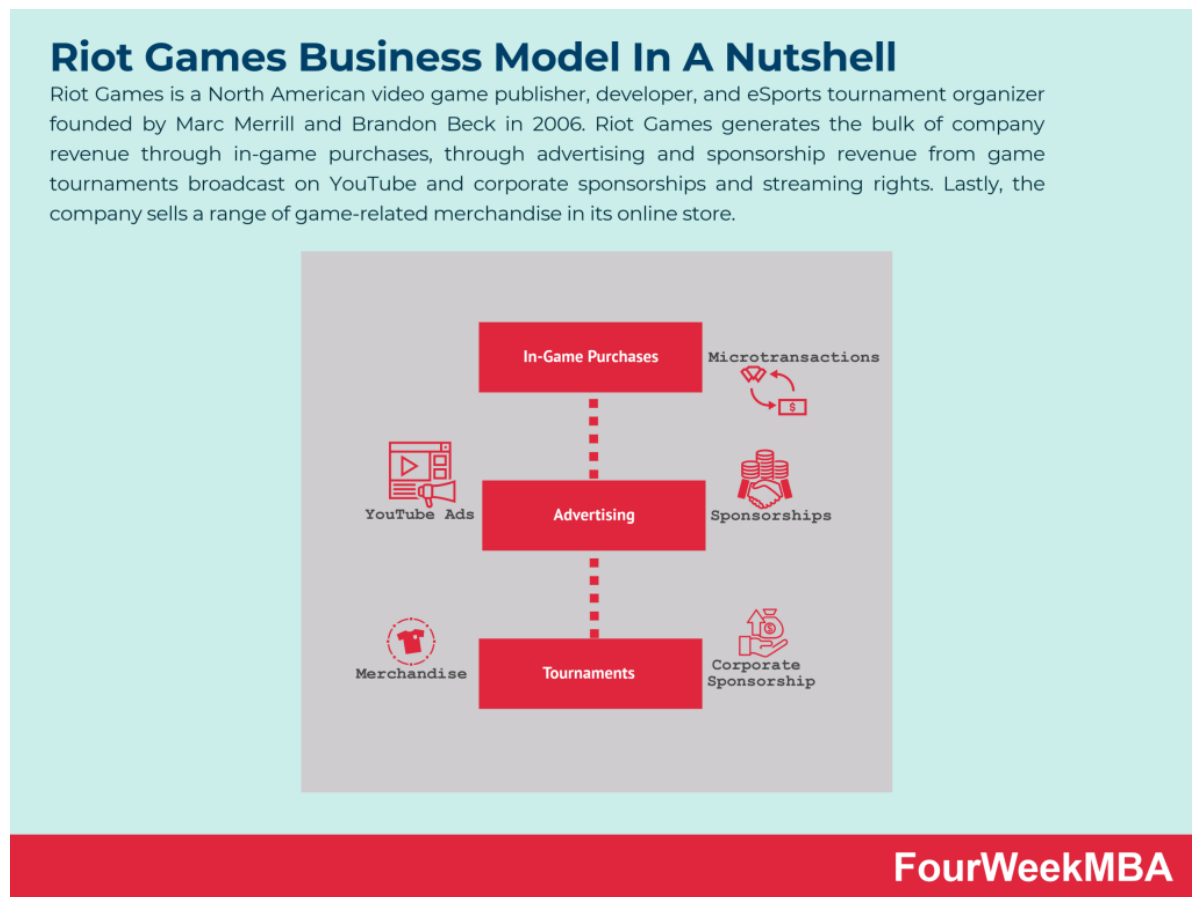 Riot Games Business Model In A Nutshell
Riot Games is a North American video game publisher, developer, and eSports tournament organizer
founded by Marc Merrill and Brandon Beck in 2006. Riot Games generates the bulk of company
revenue through in-game purchases, through advertising and sponsorship revenue from game
tournaments broadcast on YouTube and corporate sponsorships and streaming rights. Lastly, the
company sells a range of game-related merchandise in its online store.
In-Game Purchases
Microtransactions
$
YouTube Ads
Advertising
Sponsorships
$
Merchandise
Tournaments
Corporate
Sponsorship
FourWeekMBA